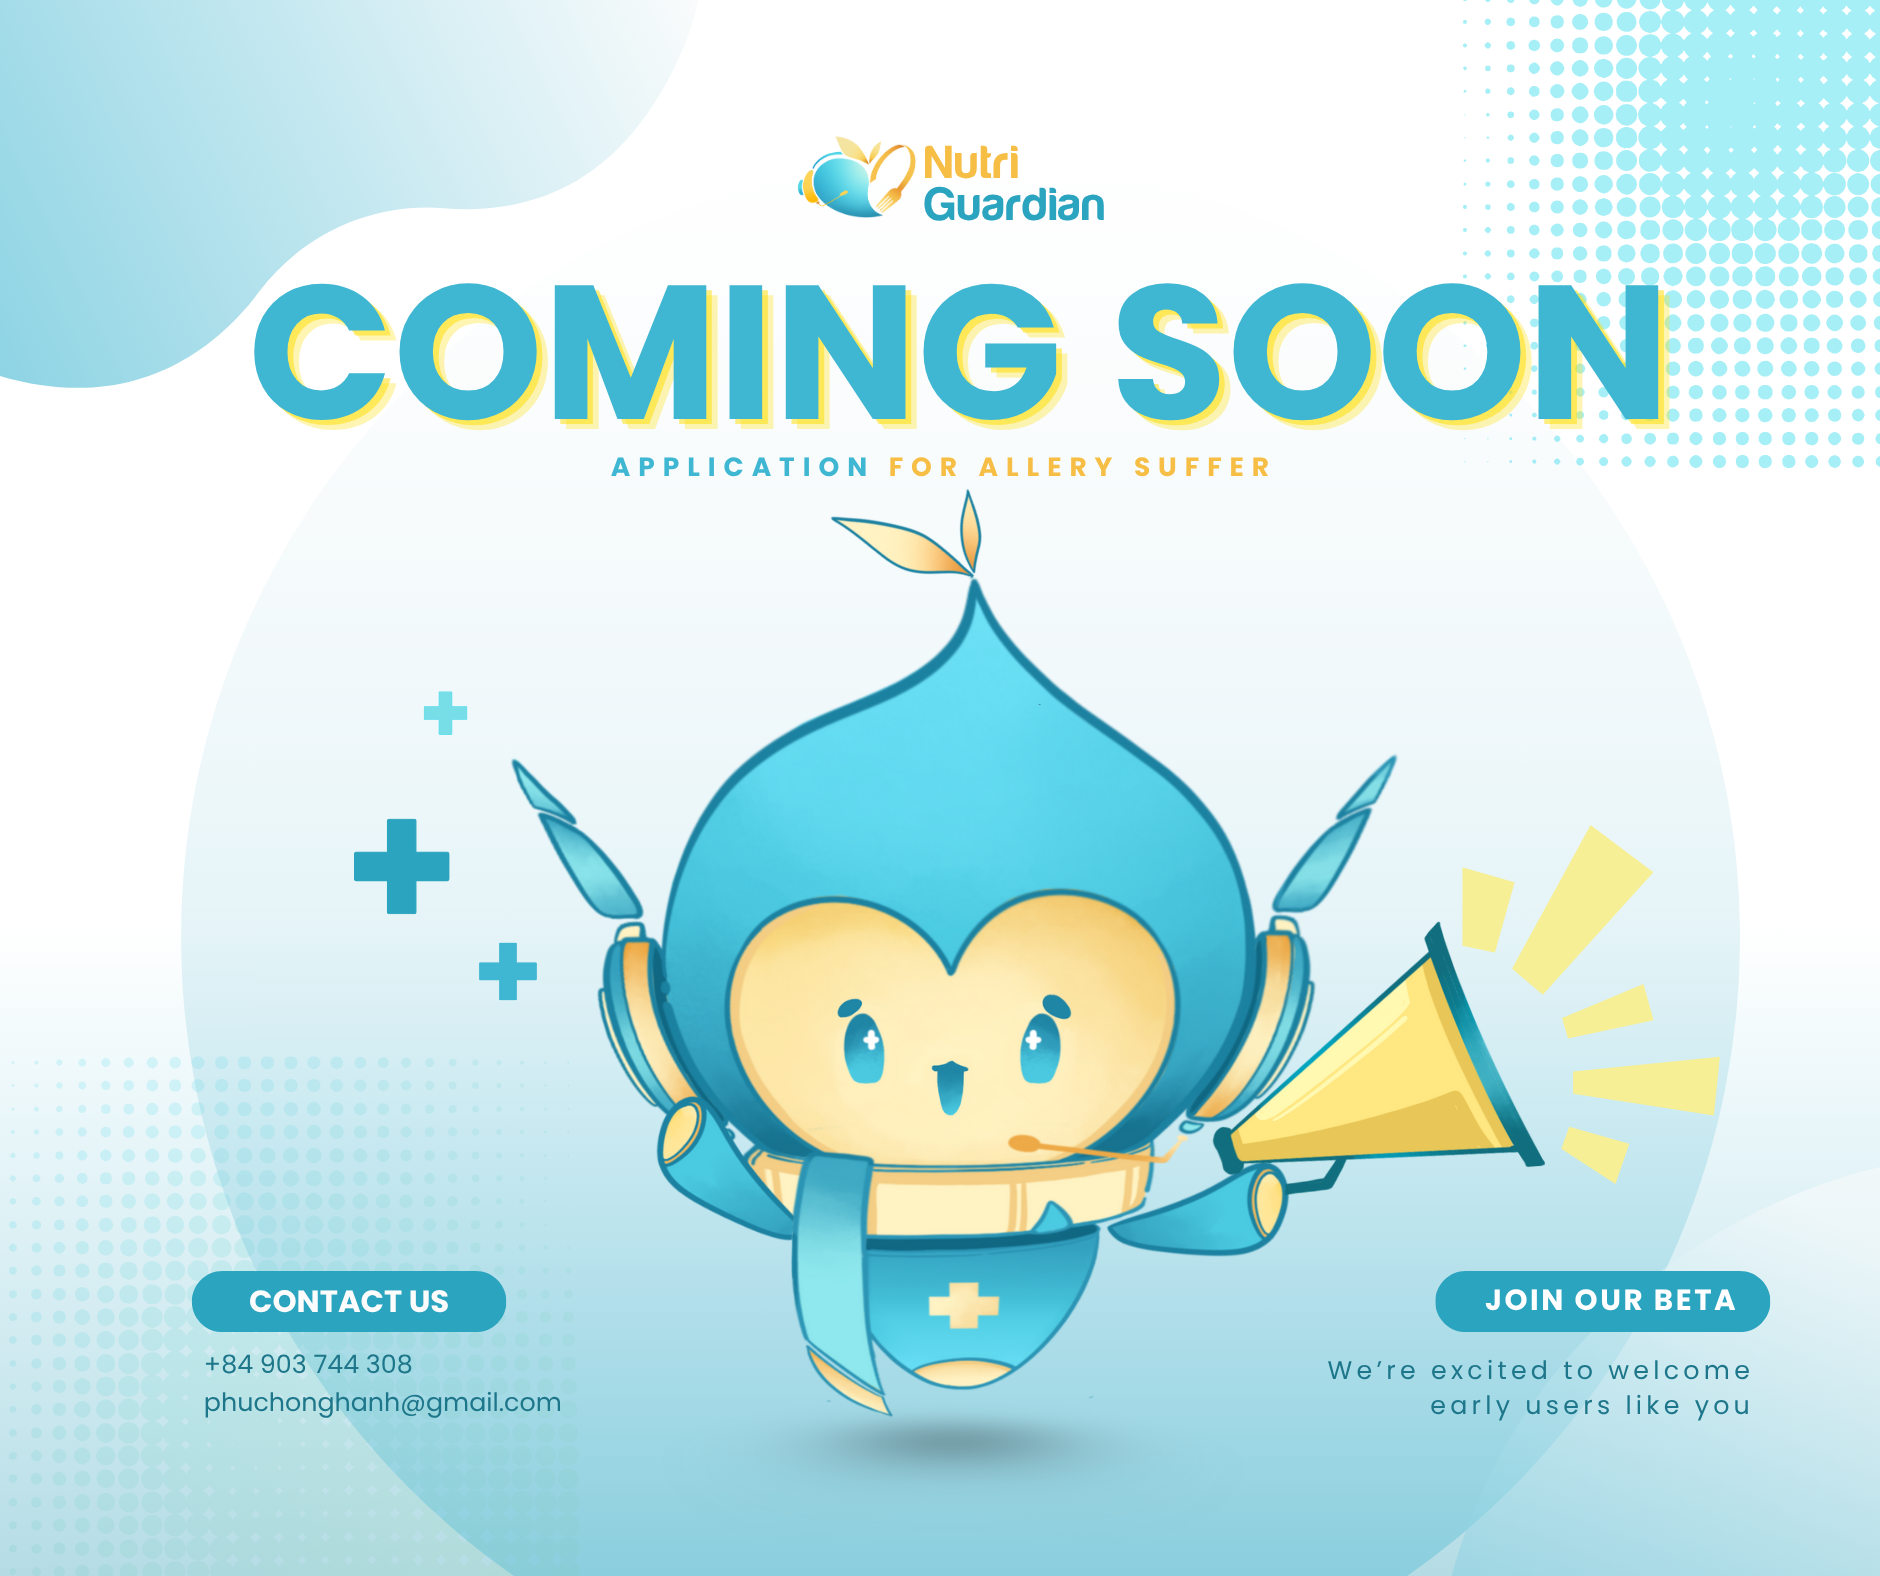 Nutri
Guardian
COMING SOON
APPLICATION FOR ALLERY SUFFER
CONTACT US
+84 903 744 308
phuchonghanh@gmail.com
JOIN OUR BETA
We’re excited to welcome
early users like you